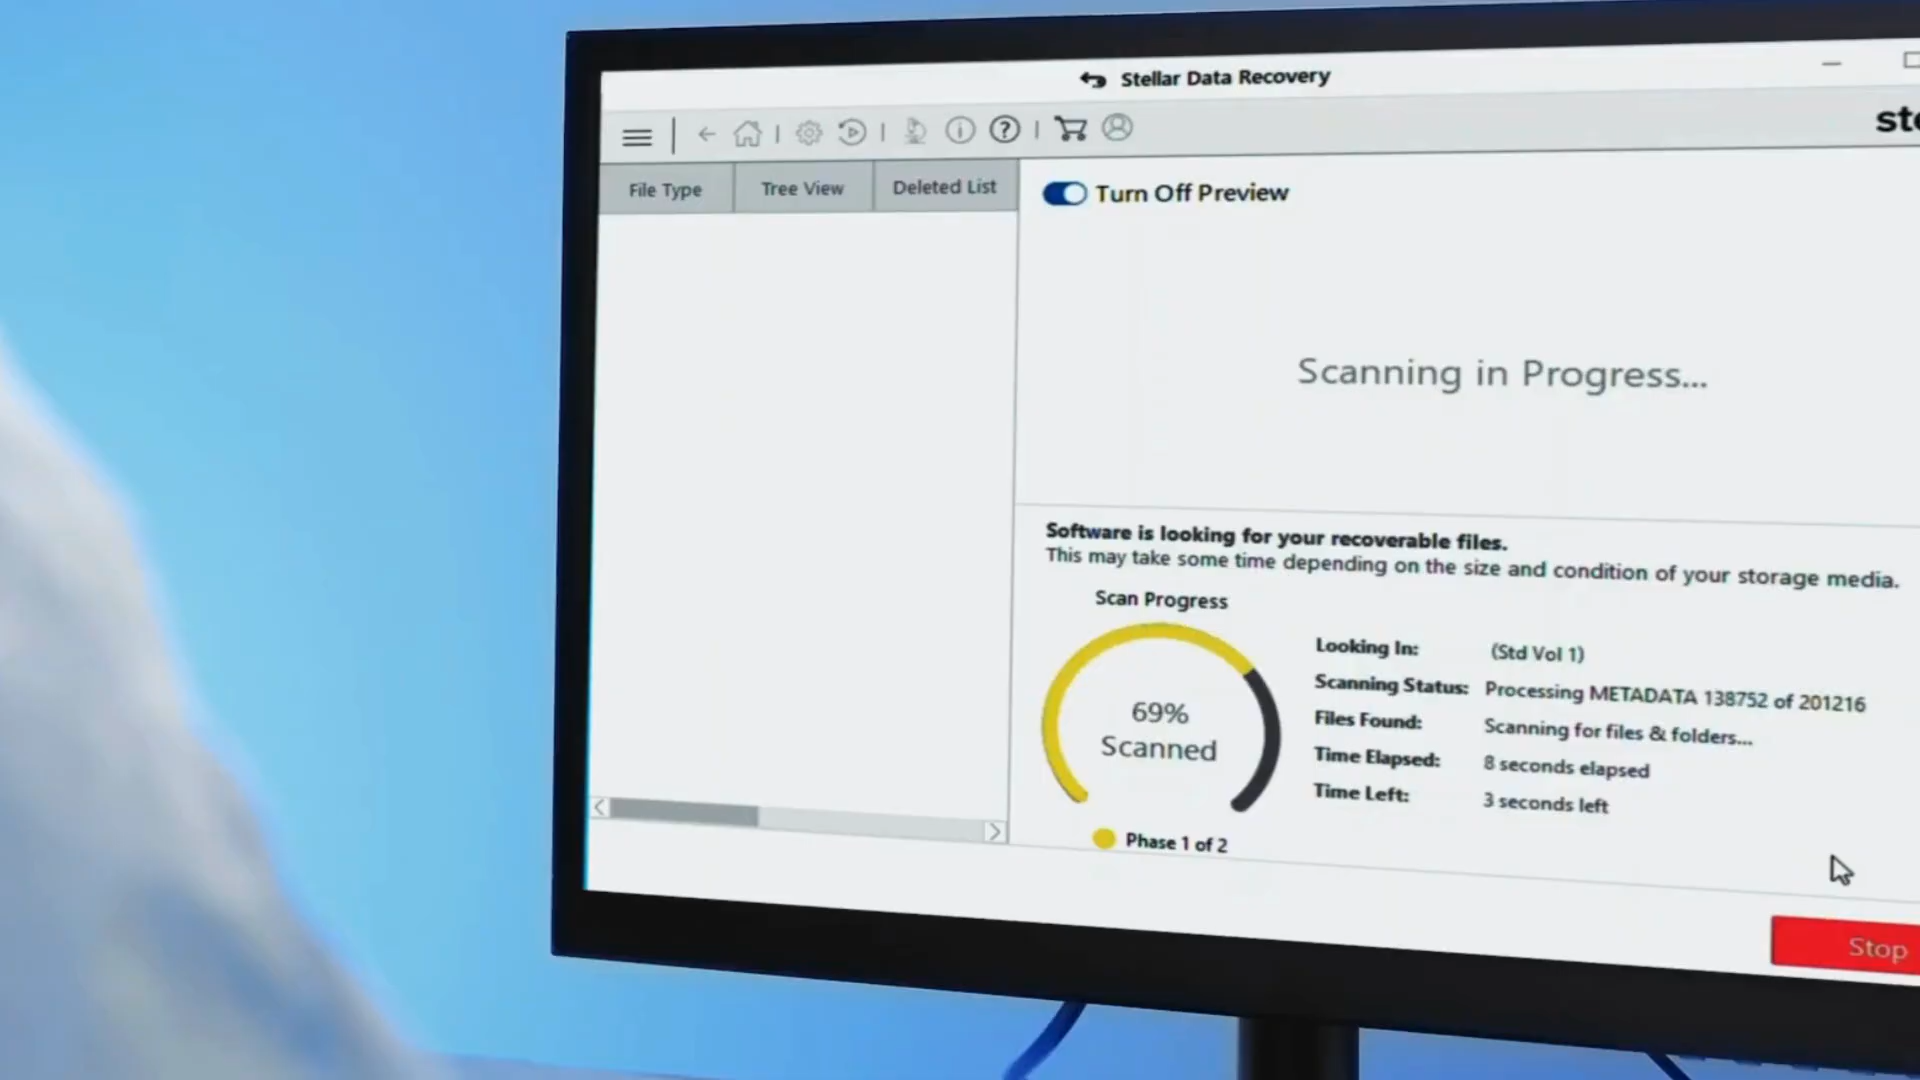 Stellar Data Recovery
ste
File Type
Tree View
Deleted List
Turn Off Preview
Scanning in Progress...
Software is looking for your recoverable files.
This may take some time depending on the size and condition of your storage media.
Scan Progress
69%
Scanned
Phase 1 of 2
Looking In: (Std Vol 1)
Scanning Status: Processing METADATA 138752 of 201216
Files Found: Scanning for files & folders...
Time Elapsed: 8 seconds elapsed
Time Left: 3 seconds left
Stop